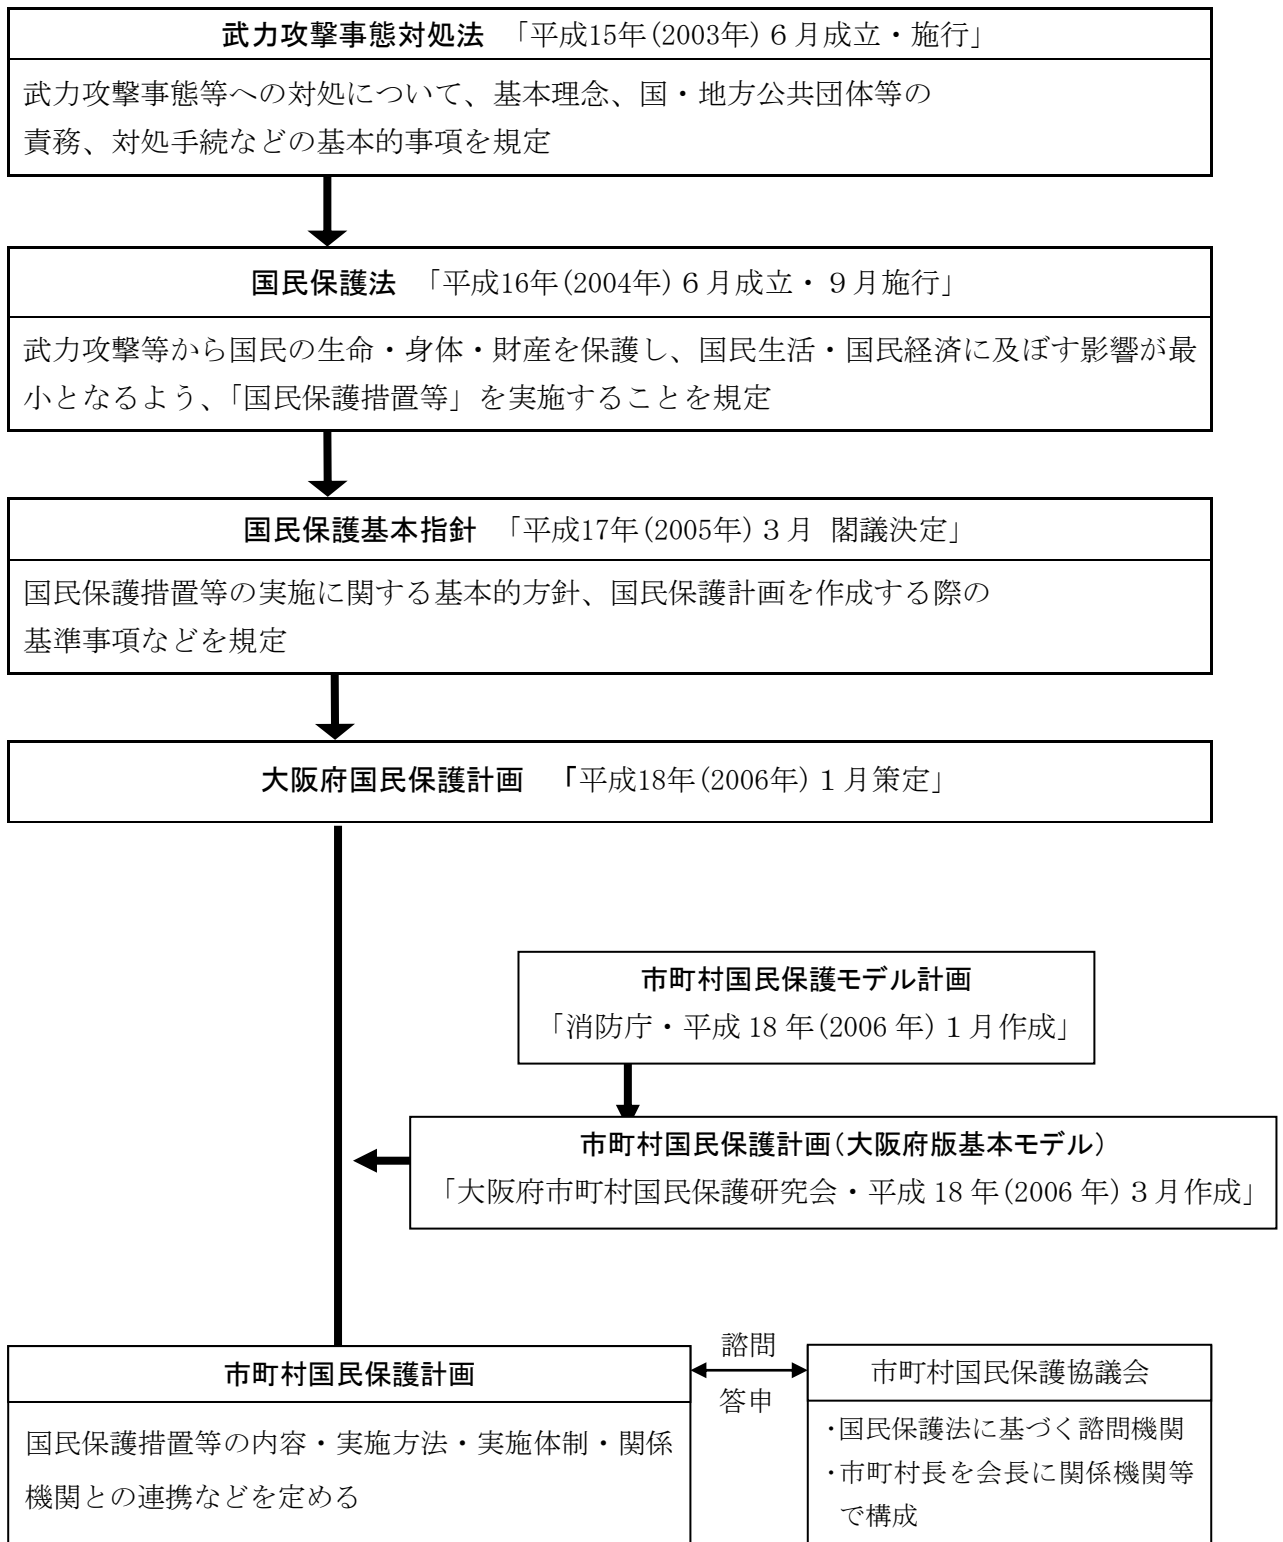 武力攻撃事態対処法 「平成15年(2003年)６月成立・施行」
武力攻撃事態等への対処について、基本理念、国・地方公共団体等の
責務、対処手続などの基本的事項を規定
国民保護法 「平成16年(2004年)６月成立・９月施行」
武力攻撃等から国民の生命・身体・財産を保護し、国民生活・国民経済に及ぼす影響が最
小となるよう、「国民保護措置等」を実施することを規定
国民保護基本指針 「平成17年(2005年)３月 閣議決定」
国民保護措置等の実施に関する基本的方針、国民保護計画を作成する際の
基準事項などを規定
大阪府国民保護計画 「平成18年(2006年)１月策定」
市町村国民保護モデル計画
「消防庁・平成 18 年(2006 年)１月作成」
市町村国民保護計画(大阪府版基本モデル)
「大阪府市町村国民保護研究会・平成 18 年(2006 年)３月作成」
市町村国民保護計画
国民保護措置等の内容・実施方法・実施体制・関係
機関との連携などを定める
諮問
答申
市町村国民保護協議会
・国民保護法に基づく諮問機関
・市町村長を会長に関係機関等
で構成